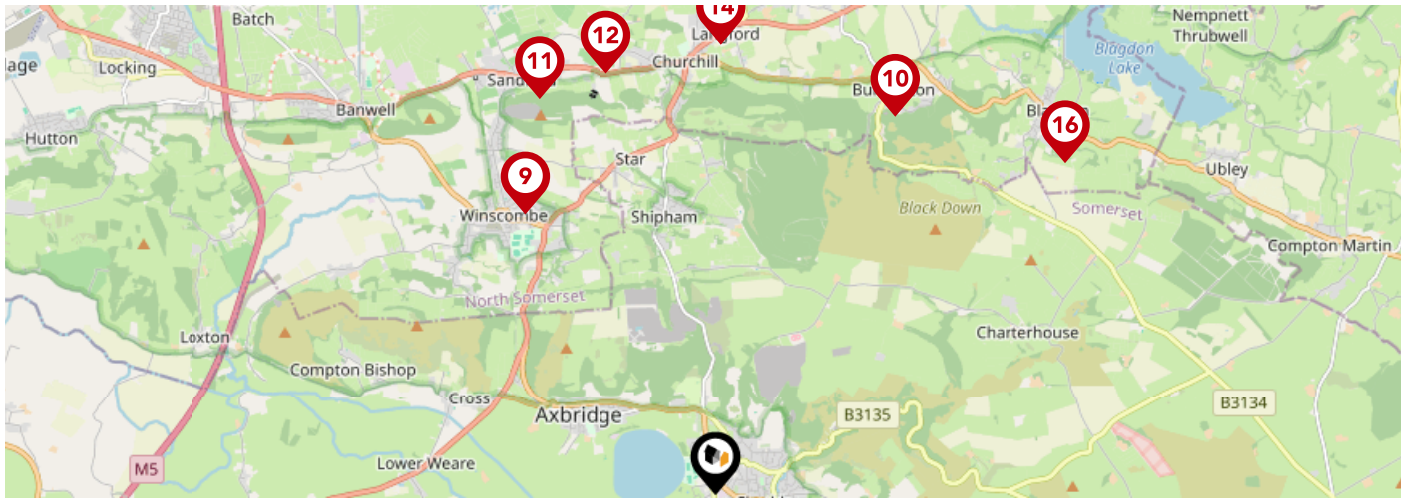 Batch
14
Langford
Nempnett
Thrubwell
12
Blagdon
Lake
Locking
11
Churchill
10
Banwell
Hutton
16
Star
Ubley
9
Winscombe
Shipham
Black Down
Somerset
Compton Martin
North Somerset
Loxton
Charterhouse
Compton Bishop
Cross
Axbridge
B3135
B3134
M5
Lower Weare